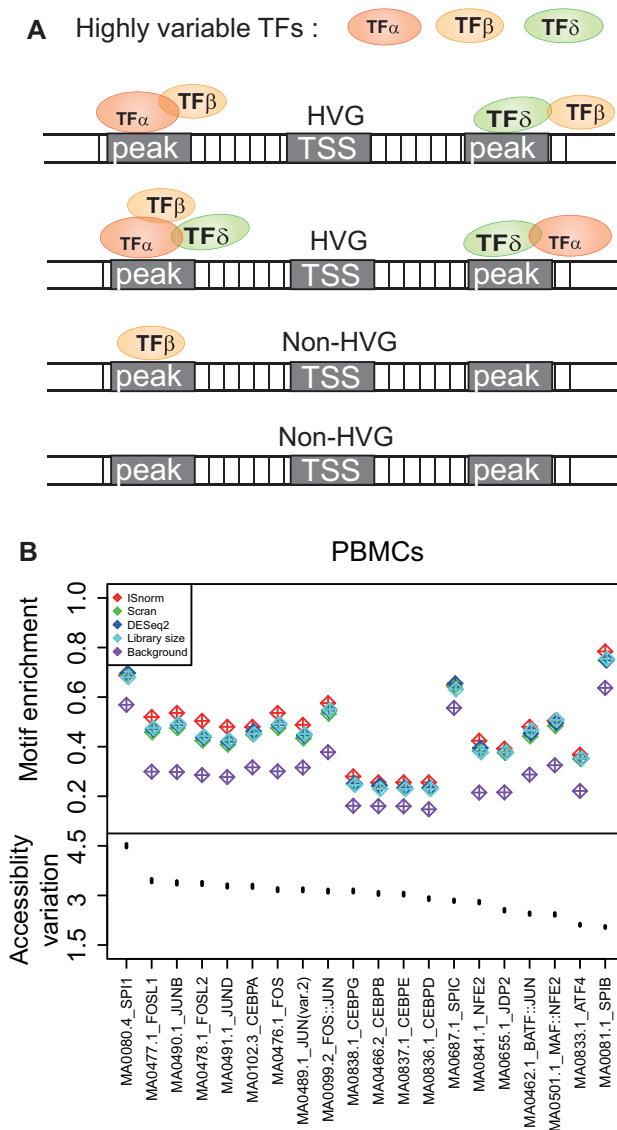 A Highly variable TFs : TFα TFβ TFδ
TFα TFβ HVG TFδ TFβ
peak TSS peak
TFβ
TFα TFδ HVG TFδ TFα
peak TSS peak
TFβ Non-HVG
peak TSS peak
Non-HVG
peak TSS peak
B PBMCs
Motif enrichment
1.0
0.8
0.6
0.4
0.2
ISnorm
Scran
DESeq2
Library size
Background
Accessiblity
variation
4.5
3
1.5
MA0080.4_SPI1
MA0477.1_FOSL1
MA0490.1_JUNB
MA0478.1_FOSL2
MA0491.1_JUND
MA0102.3_CEBPA
MA0476.1_FOS
MA0489.1_JUN(var.2)
MA0099.2_FOS::JUN
MA0838.1_CEBPG
MA0466.2_CEBPB
MA0837.1_CEBPE
MA0836.1_CEBPD
MA0687.1_SPIC
MA0841.1_NFE2
MA0655.1_JDP2
MA0462.1_BATF::JUN
MA0501.1_MAF::NFE2
MA0833.1_ATF4
MA0081.1_SPIB